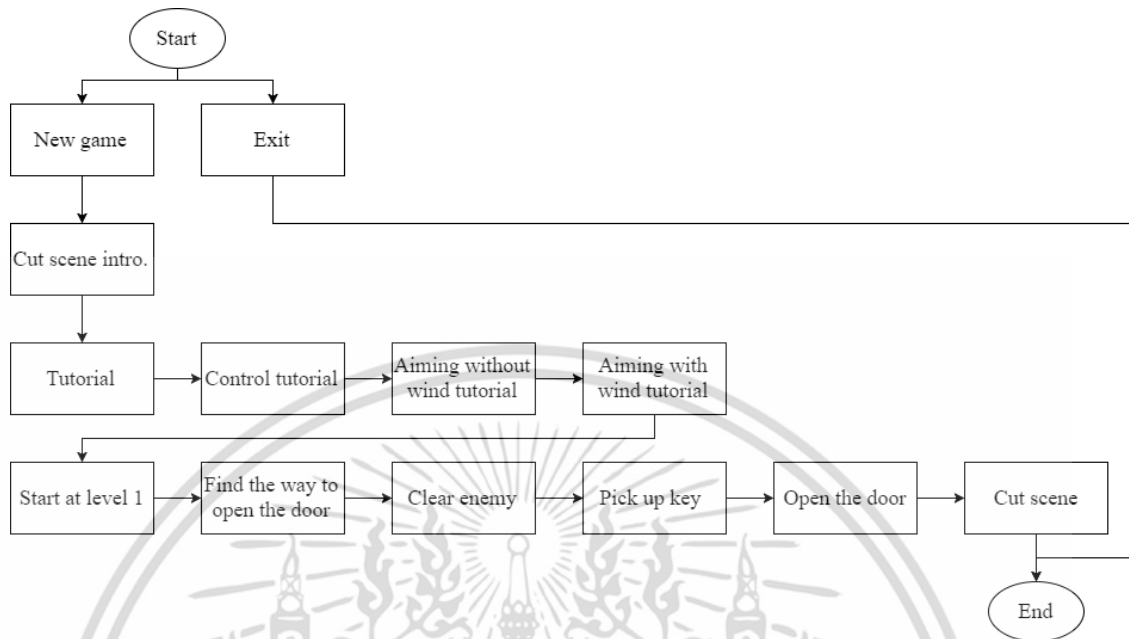 Start
New game
Exit
Cut scene intro.
Tutorial
Control tutorial
Aiming without
wind tutorial
Aiming with
wind tutorial
Start at level 1
Find the way to
open the door
Clear enemy
Pick up key
Open the door
Cut scene
End